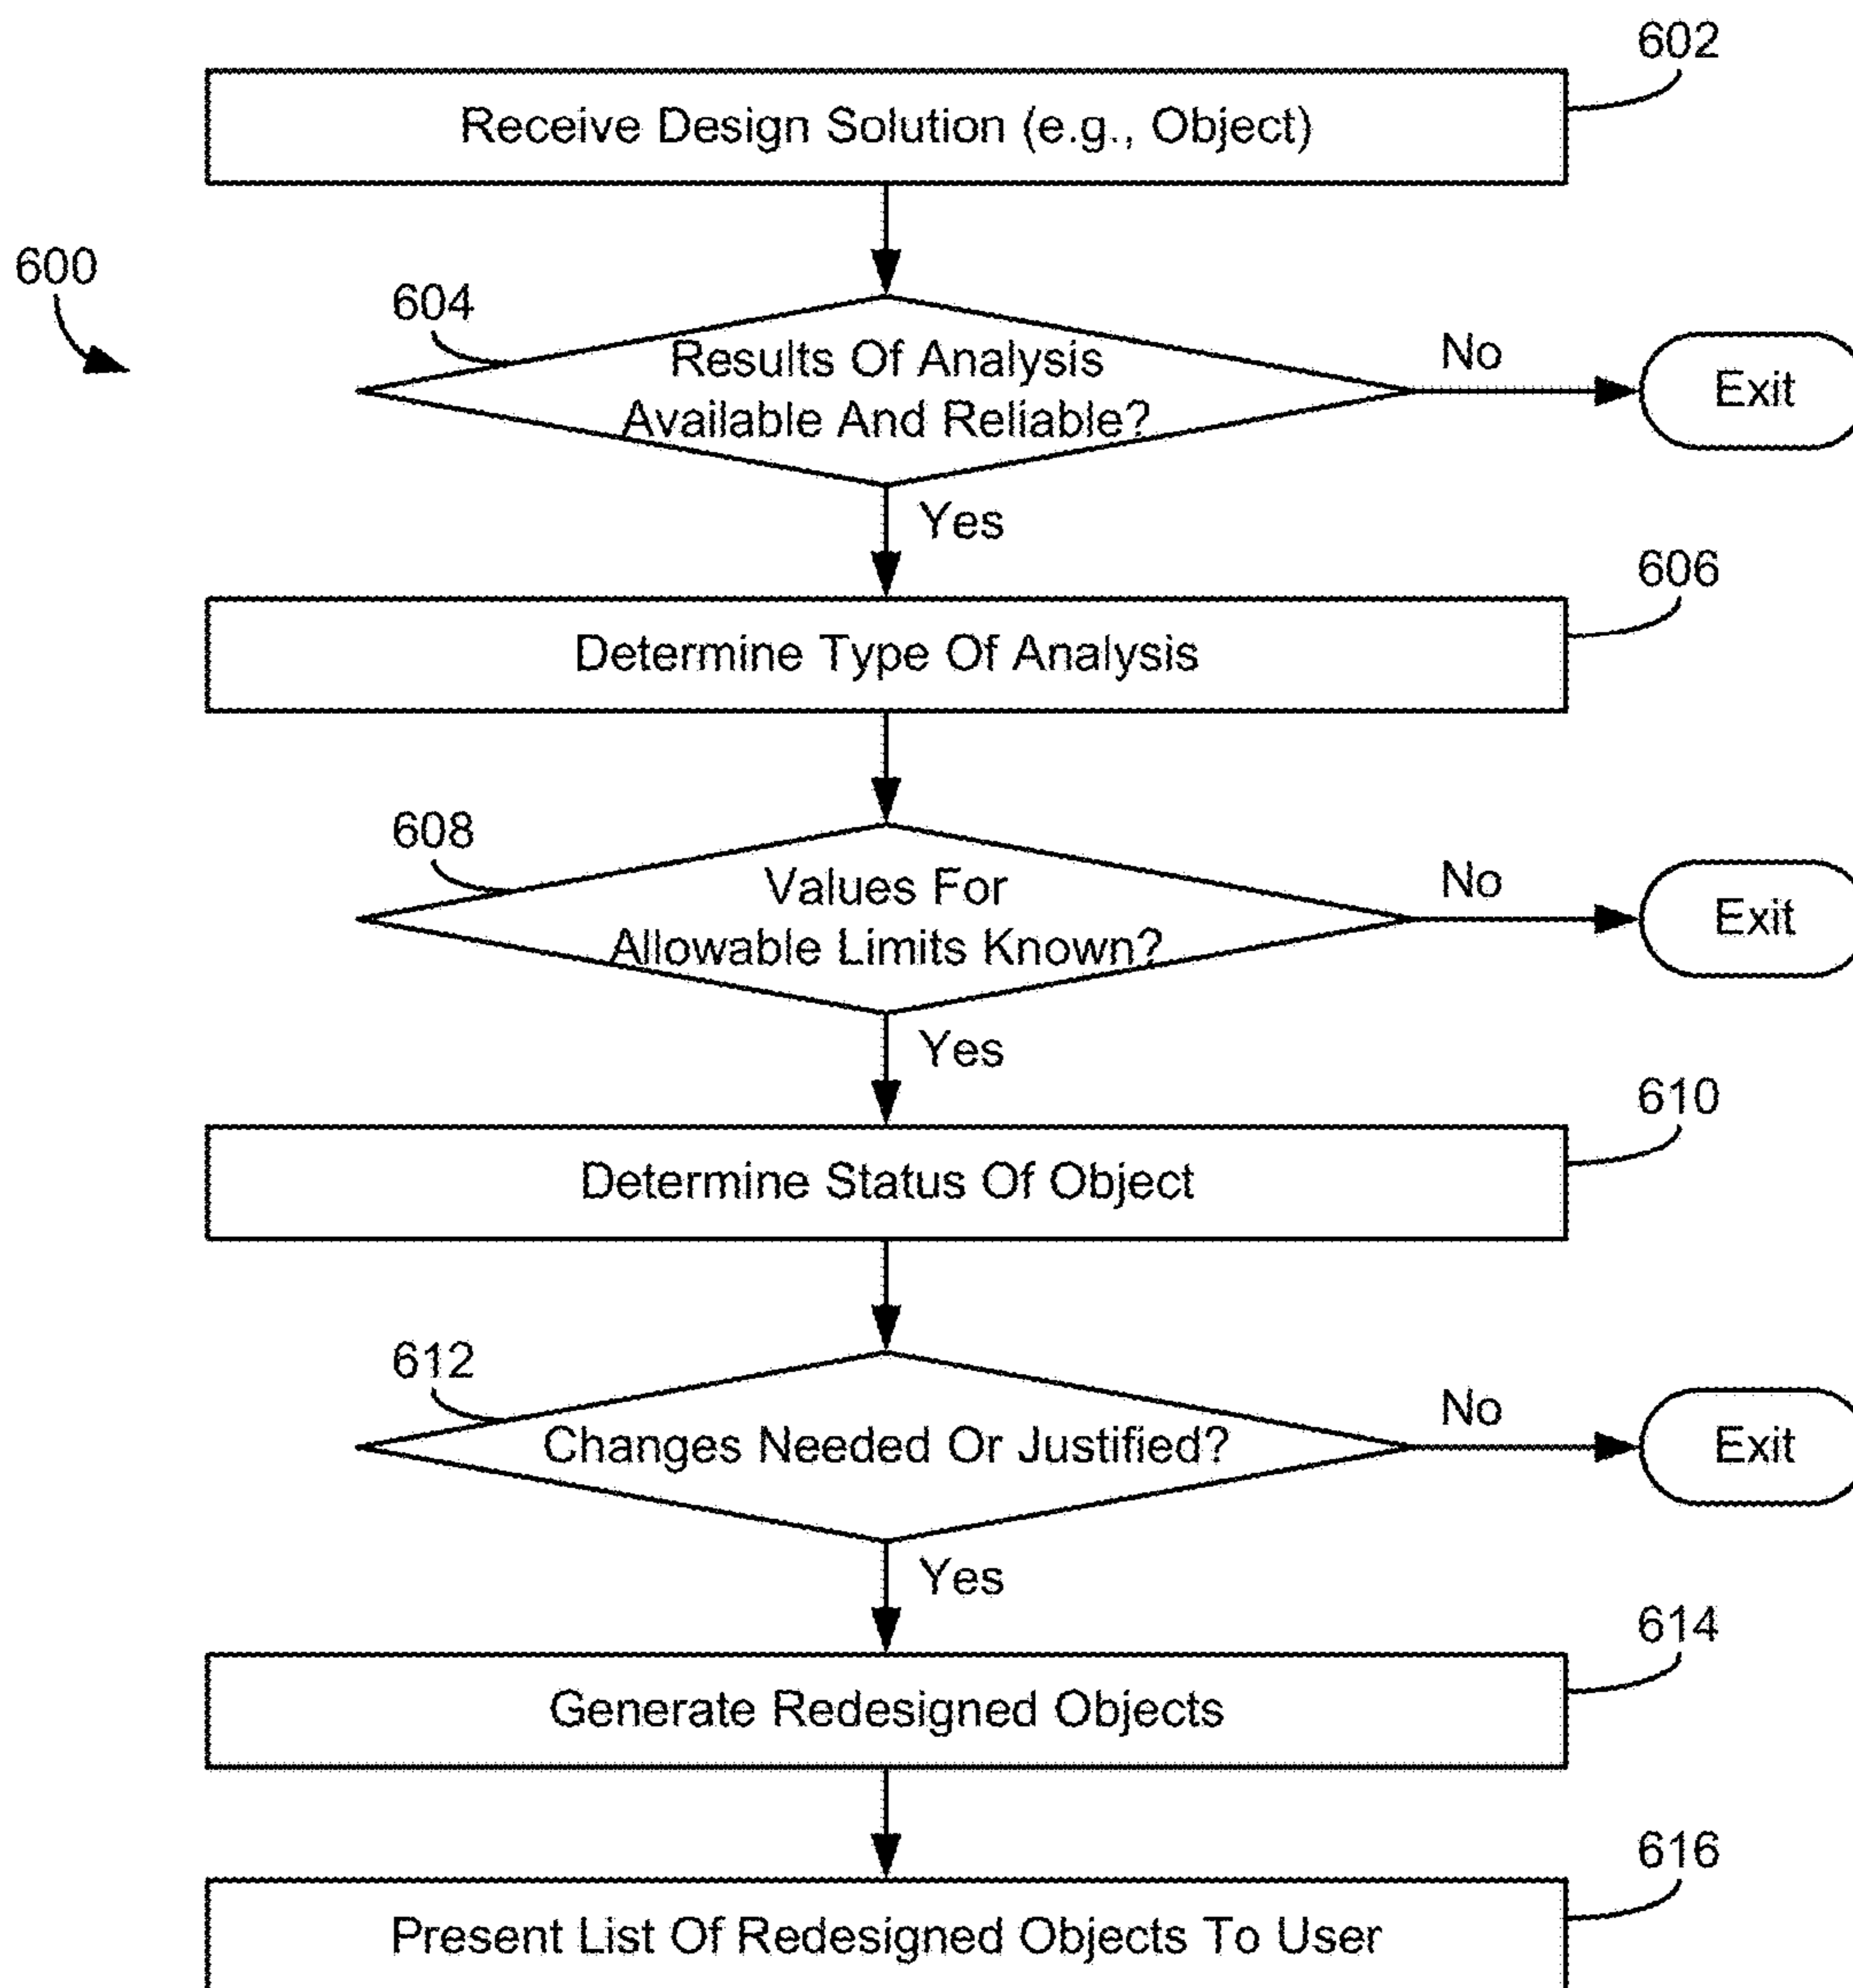 602
Receive Design Solution (e.g., Object)
600
604
Results Of Analysis
Available And Reliable?
No
Exit
Yes
606
Determine Type Of Analysis
608
Values For
Allowable Limits Known?
No
Exit
Yes
610
Determine Status Of Object
612
Changes Needed Or Justified?
No
Exit
Yes
614
Generate Redesigned Objects
616
Present List Of Redesigned Objects To User